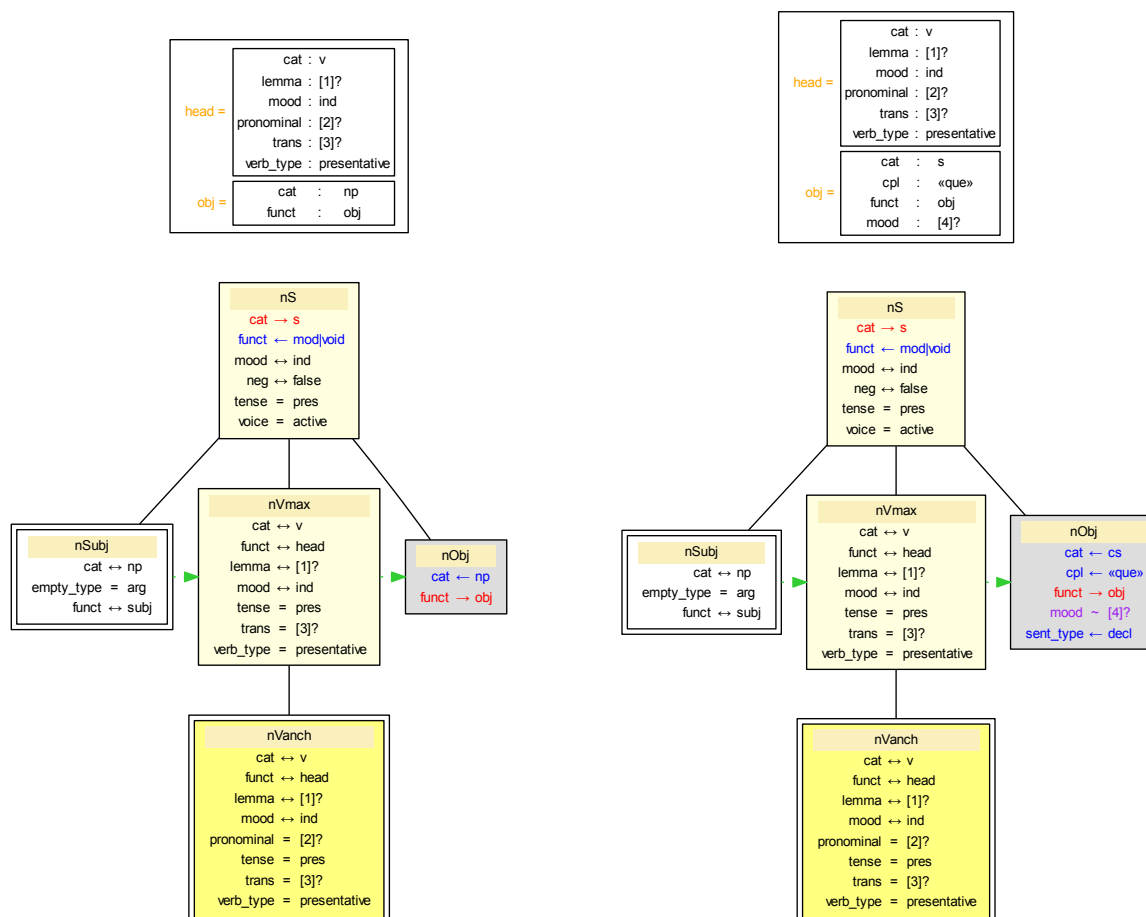 head =
cat : v
lemma : [1]?
mood : ind
pronominal : [2]?
trans : [3]?
verb_type : presentative
obj =
cat : np
funct : obj
nS
cat → s
funct ← mod|void
mood ↔ ind
neg ↔ false
tense = pres
voice = active
nSubj
cat ↔ np
empty_type = arg
funct ↔ subj
nVmax
cat ↔ v
funct ↔ head
lemma ↔ [1]?
mood ↔ ind
tense = pres
trans = [3]?
verb_type = presentative
nObj
cat ← np
funct → obj
nVanch
cat ↔ v
funct ↔ head
lemma ↔ [1]?
mood ↔ ind
pronominal = [2]?
tense = pres
trans = [3]?
verb_type = presentative
head =
cat : v
lemma : [1]?
mood : ind
pronominal : [2]?
trans : [3]?
verb_type : presentative
obj =
cat : s
cpl : «que»
funct : obj
mood : [4]?
nS
cat → s
funct ← mod|void
mood ↔ ind
neg ↔ false
tense = pres
voice = active
nSubj
cat ↔ np
empty_type = arg
funct ↔ subj
nVmax
cat ↔ v
funct ↔ head
lemma ↔ [1]?
mood ↔ ind
tense = pres
trans = [3]?
verb_type = presentative
nObj
cat ← cs
cpl ← «que»
funct → obj
mood ~ [4]?
sent_type ← decl
nVanch
cat ↔ v
funct ↔ head
lemma ↔ [1]?
mood ↔ ind
pronominal = [2]?
tense = pres
trans = [3]?
verb_type = presentative